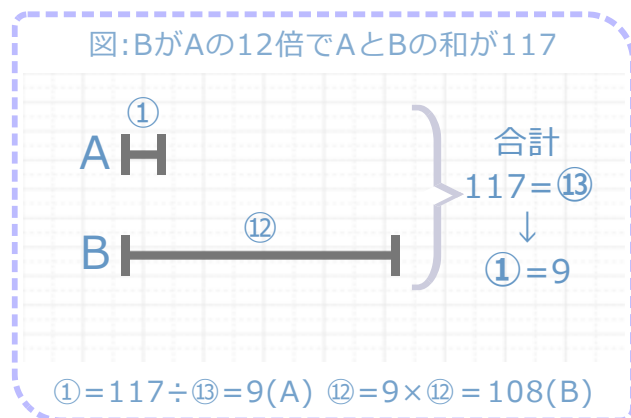 図:BがAの12倍でAとBの和が117
①
A
合計
117=⑬
⑫
↓
B
①=9
①=117÷⑬=9(A) ⑫=9×⑫=108(B)